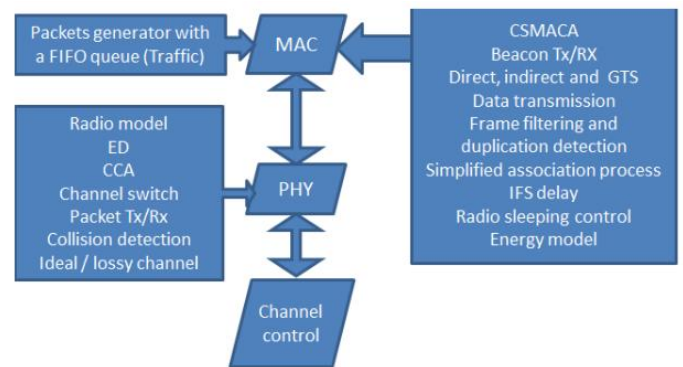 Packets generator with
a FIFO queue (Traffic)
MAC
CSMACA
Beacon Tx/RX
Direct, indirect and GTS
Data transmission
Frame filtering and
duplication detection
Simplified association process
IFS delay
Radio sleeping control
Energy model
Radio model
ED
CCA
Channel switch
Packet Tx/Rx
Collision detection
Ideal / lossy channel
PHY
Channel
control